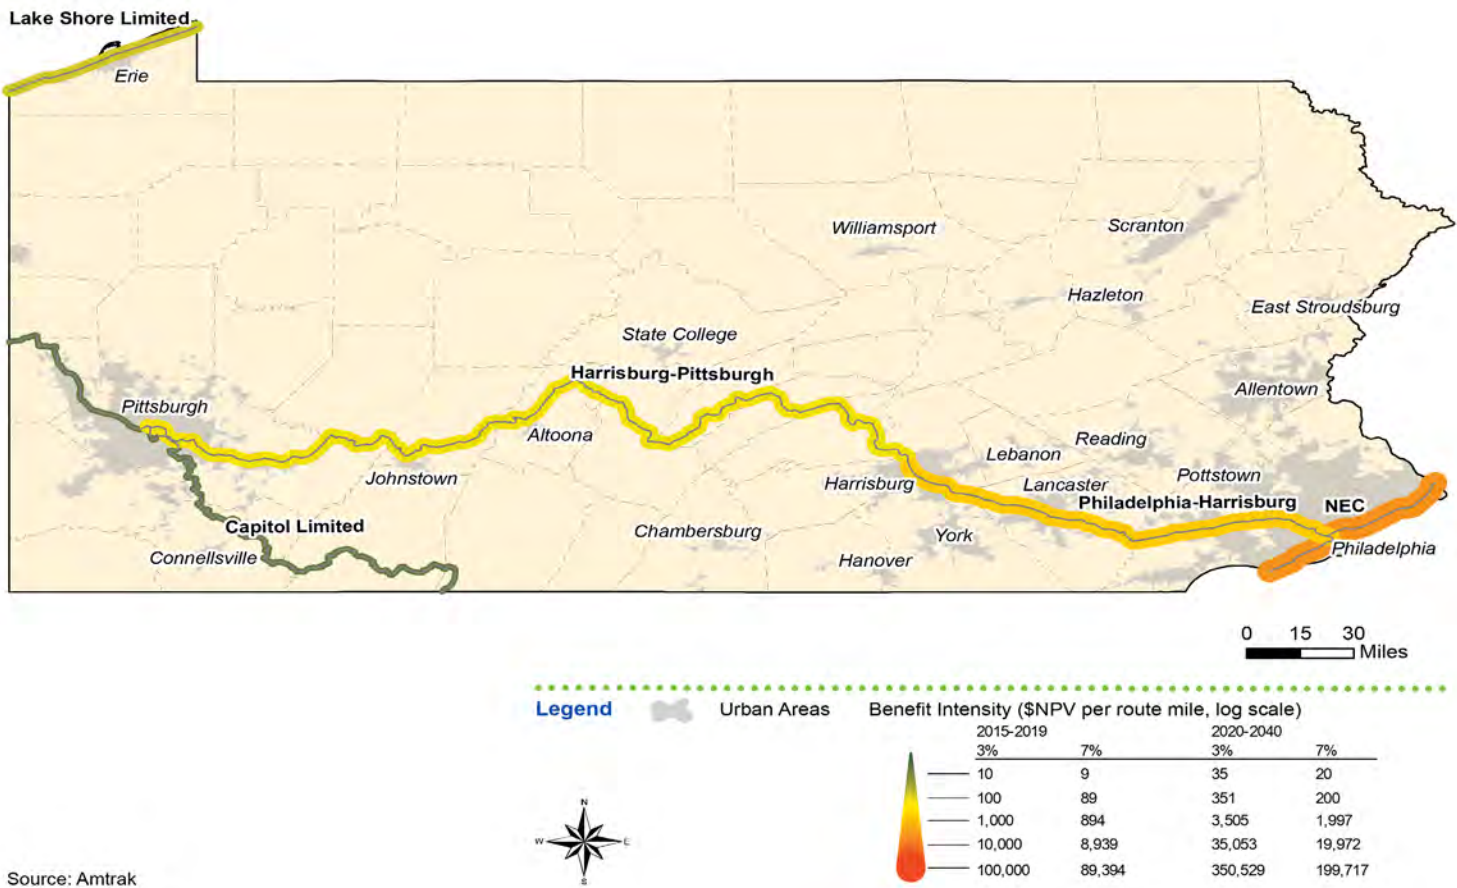 Lake Shore Limited
Erie
Williamsport
Scranton
Hazleton
East Stroudsburg
State College
Harrisburg-Pittsburgh
Allentown
Pittsburgh
Altoona
Reading
Lebanon
Johnstown
Harrisburg
Lancaster
Pottstown
Philadelphia-Harrisburg
NEC
Capitol Limited
Chambersburg
York
Connellsville
Hanover
Philadelphia
0 15 30
Miles
Legend Urban Areas Benefit Intensity ($NPV per route mile, log scale)
2015-2019 2020-2040
3% 7% 3% 7%
10 9 35 20
100 89 351 200
1,000 894 3,505 1,997
10,000 8,939 35,053 19,972
100,000 89,394 350,529 199,717
N
W E
S
Source: Amtrak